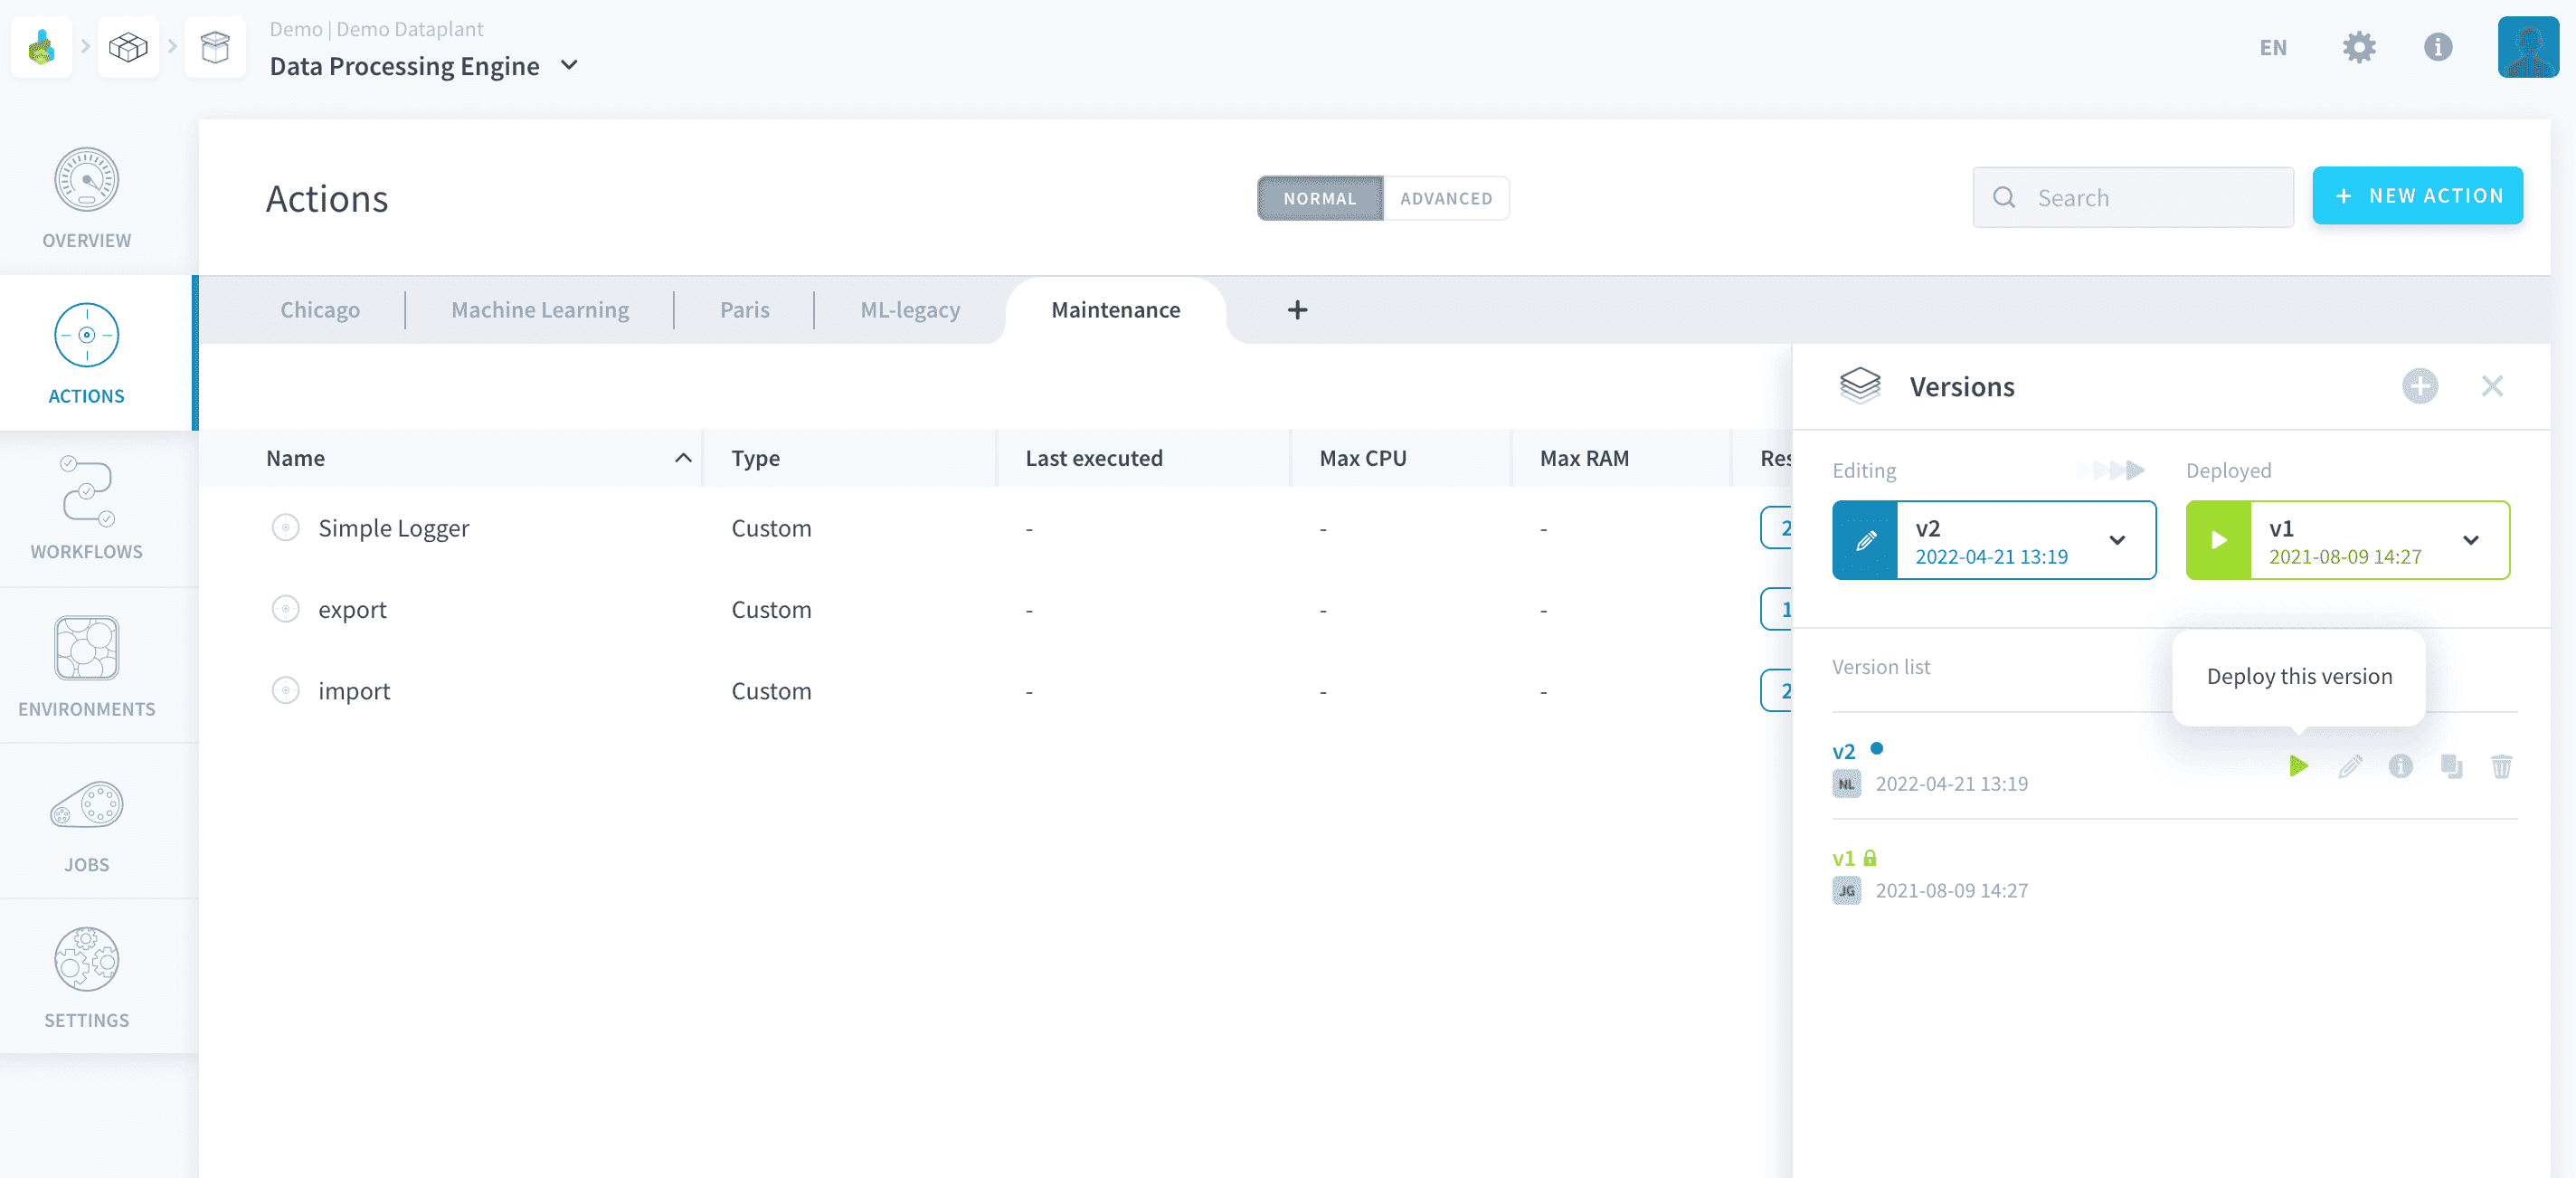 Demo | Demo Dataplant
Data Processing Engine
EN
OVERVIEW
ACTIONS
WORKFLOWS
ENVIRONMENTS
JOBS
SETTINGS
Actions
NORMAL
ADVANCED
Search
+ NEW ACTION
Chicago
Machine Learning
Paris
ML-legacy
Maintenance
+
Name
Type
Last executed
Max CPU
Max RAM
Simple Logger
Custom
-
-
-
2
export
Custom
-
-
-
1
import
Custom
-
-
-
2
Versions
Editing
Deployed
v2
2022-04-21 13:19
v1
2021-08-09 14:27
Version list
Deploy this version
v2
NL 2022-04-21 13:19
v1
JG 2021-08-09 14:27